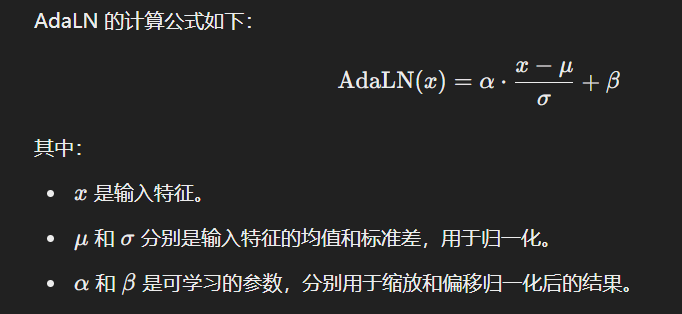 AdaLN 的计算公式如下：
AdaLN(x) = α · \frac{x − μ}{σ} + β
其中：
• x 是输入特征。
• μ 和 σ 分别是输入特征的均值和标准差，用于归一化。
• α 和 β 是可学习的参数，分别用于缩放和偏移归一化后的结果。